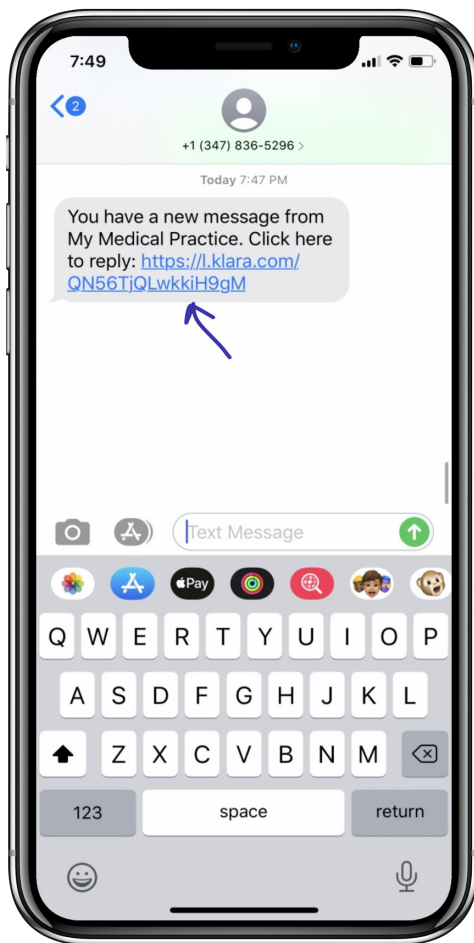 7:49
2
+1 (347) 836-5296 >
Today 7:47 PM
You have a new message from
My Medical Practice. Click here
to reply: https://l.klara.com/
QN56TjQLwkkiH9gM
Text Message
Pay
Q W E R T Y U I O P
A S D F G H J K L
Z X C V B N M
123 space return